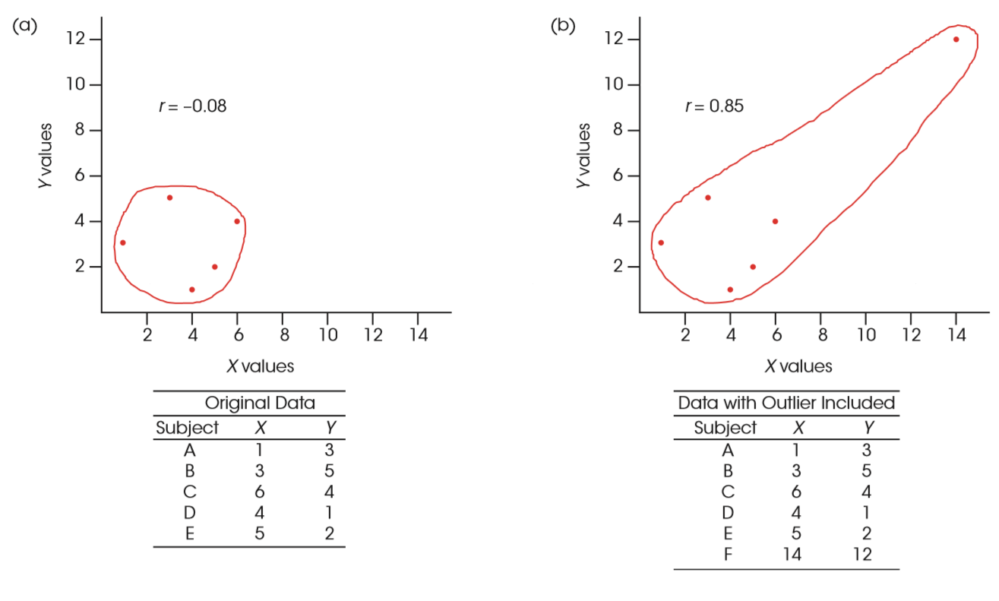 (a)
12
10
8
6
4
2
Y values
r = −0.08
2 4 6 8 10 12 14
X values
Original Data
Subject X Y
A 1 3
B 3 5
C 6 4
D 4 1
E 5 2
(b)
12
10
8
6
4
2
Y values
r = 0.85
2 4 6 8 10 12 14
X values
Data with Outlier Included
Subject X Y
A 1 3
B 3 5
C 6 4
D 4 1
E 5 2
F 14 12